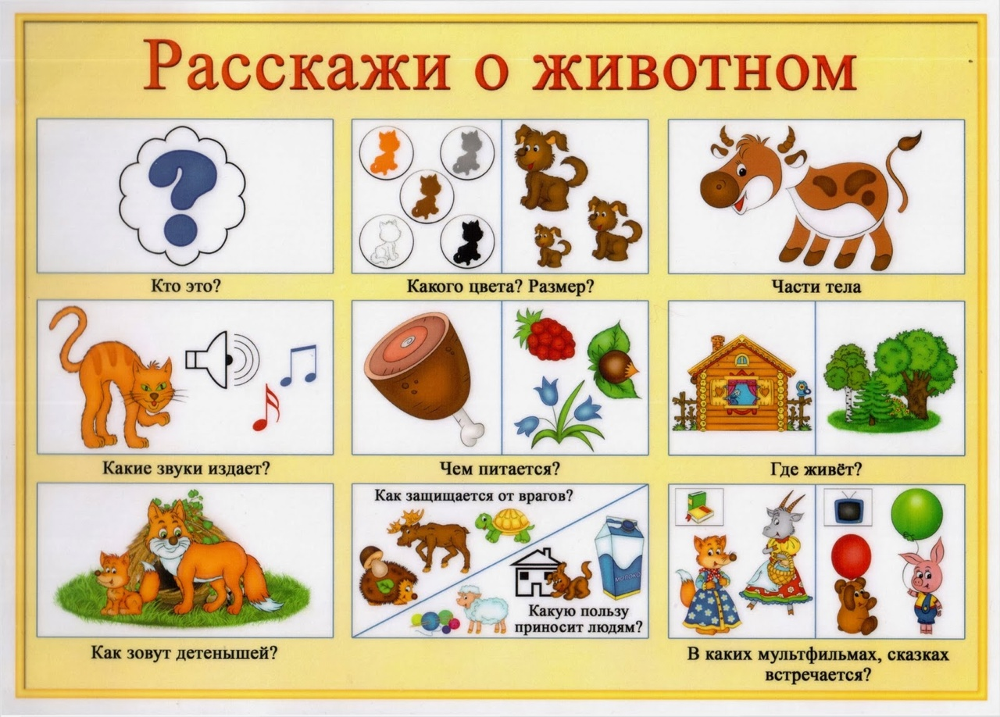 Расскажи о животном
Кто это?
Какого цвета? Размер?
Части тела
Какие звуки издает?
Чем питается?
Где живёт?
Как зовут детенышей?
Как защищается от врагов?
МОЛОКО
Какую пользу
приносит людям?
В каких мультфильмах, сказках
встречается?